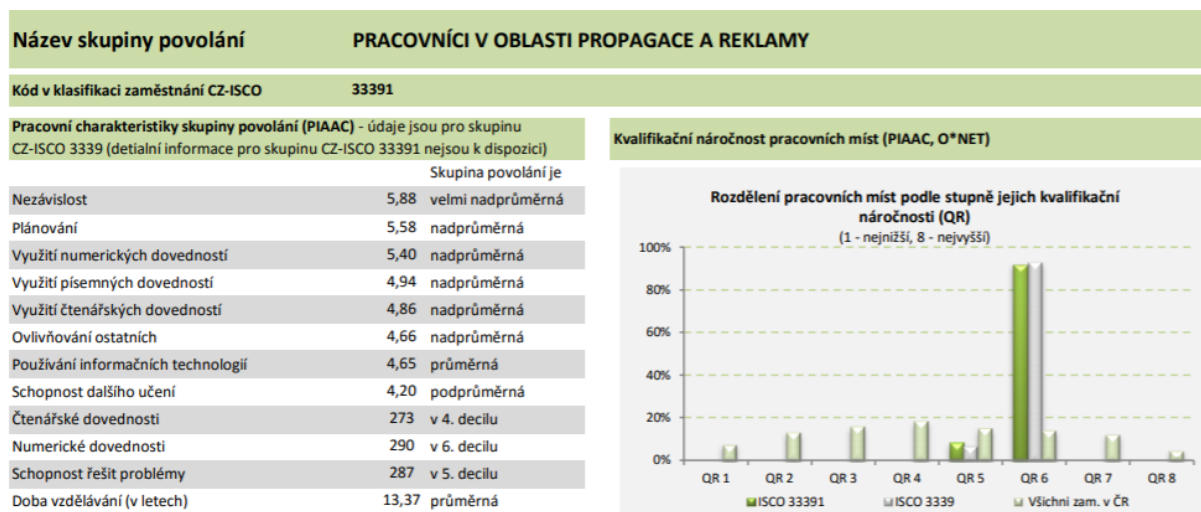 Název skupiny povolání PRACOVNÍCI V OBLASTI PROPAGACE A REKLAMY
Kód v klasifikaci zaměstnání CZ-ISCO 33391
Pracovní charakteristiky skupiny povolání (PIAAC) - údaje jsou pro skupinu
CZ-ISCO 3339 (detialní informace pro skupinu CZ-ISCO 33391 nejsou k dispozici)
Skupina povolání je
Nezávislost 5,88 velmi nadprůměrná
Plánování 5,58 nadprůměrná
Využití numerických dovedností 5,40 nadprůměrná
Využití písemných dovedností 4,94 nadprůměrná
Využití čtenářských dovedností 4,86 nadprůměrná
Ovlivňování ostatních 4,66 nadprůměrná
Používání informačních technologií 4,65 průměrná
Schopnost dalšího učení 4,20 podprůměrná
Čtenářské dovednosti 273 v 4. decilu
Numerické dovednosti 290 v 6. decilu
Schopnost řešit problémy 287 v 5. decilu
Doba vzdělávání (v letech) 13,37 průměrná
Kvalifikační náročnost pracovních míst (PIAAC, O*NET)
Rozdělení pracovních míst podle stupně jejich kvalifikační
náročnosti (QR)
(1 - nejnižší, 8 - nejvyšší)
100%
80%
60%
40%
20%
0%
QR 1 QR 2 QR 3 QR 4 QR 5 QR 6 QR 7 QR 8
ISCO 33391 ISCO 3339 Všichni zam. v ČR